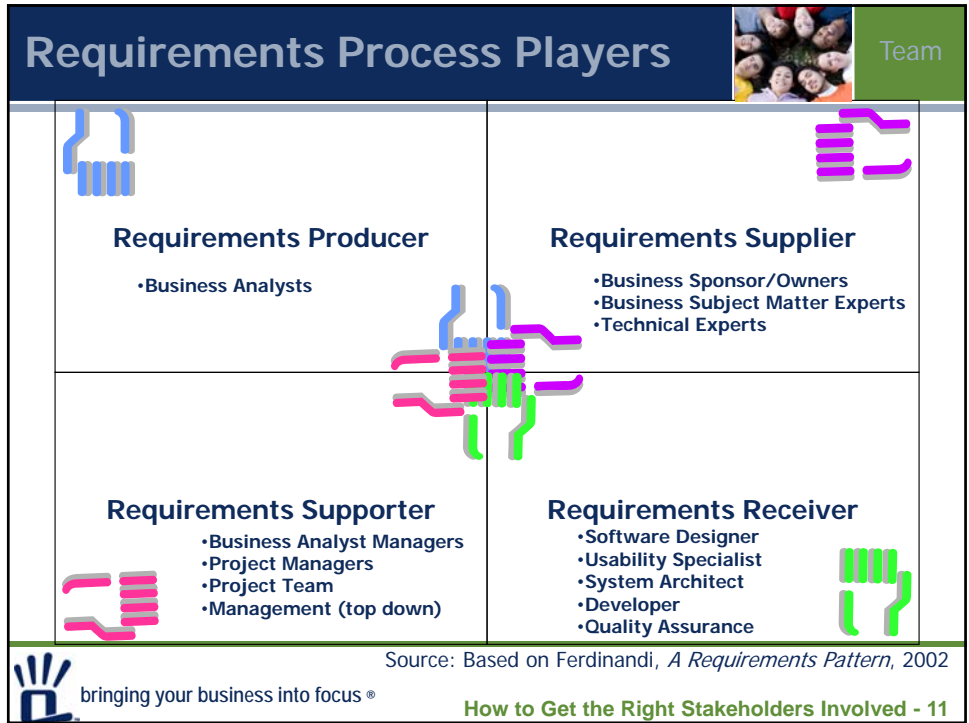 Requirements Process Players
Team
Requirements Producer
•Business Analysts
Requirements Supplier
•Business Sponsor/Owners
•Business Subject Matter Experts
•Technical Experts
Requirements Supporter
•Business Analyst Managers
•Project Managers
•Project Team
•Management (top down)
Requirements Receiver
•Software Designer
•Usability Specialist
•System Architect
•Developer
•Quality Assurance
Source: Based on Ferdinandi, A Requirements Pattern, 2002
bringing your business into focus ®
How to Get the Right Stakeholders Involved - 11